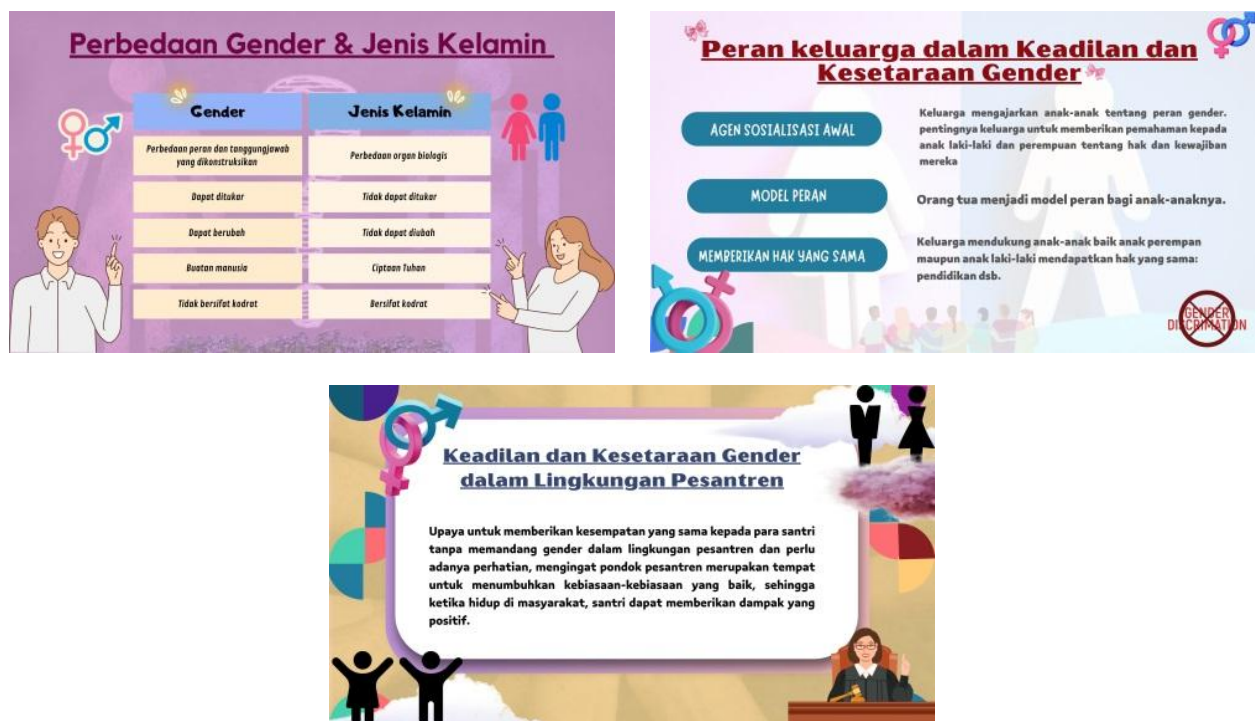 Perbedaan Gender & Jenis Kelamin
Gender
Jenis Kelamin
Perbedaan peran dan tanggungjawab
yang dikonstruksikan
Perbedaan organ biologis
Dapat ditukar
Tidak dapat ditukar
Dapat berubah
Tidak dapat diubah
Buatan manusia
Ciptaan Tuhan
Tidak bersifat kodrat
Bersifat kodrat
Peran keluarga dalam Keadilan dan
Kesetaraan Gender
AGEN SOSIALISASI AWAL
Keluarga mengajarkan anak-anak tentang peran gender.
pentingnya keluarga untuk memberikan pemahaman kepada
anak laki-laki dan perempuan tentang hak dan kewajiban
mereka
MODEL PERAN
Orang tua menjadi model peran bagi anak-anaknya.
MEMBERIKAN HAK YANG SAMA
Keluarga mendukung anak-anak baik anak perempan
maupun anak laki-laki mendapatkan hak yang sama:
pendidikan dsb.
GENDER
DISCRIMATION
Keadilan dan Kesetaraan Gender
dalam Lingkungan Pesantren
Upaya untuk memberikan kesempatan yang sama kepada para santri
tanpa memandang gender dalam lingkungan pesantren dan perlu
adanya perhatian, mengingat pondok pesantren merupakan tempat
untuk menumbuhkan kebiasaan-kebiasaan yang baik, sehingga
ketika hidup di masyarakat, santri dapat memberikan dampak yang
positif.